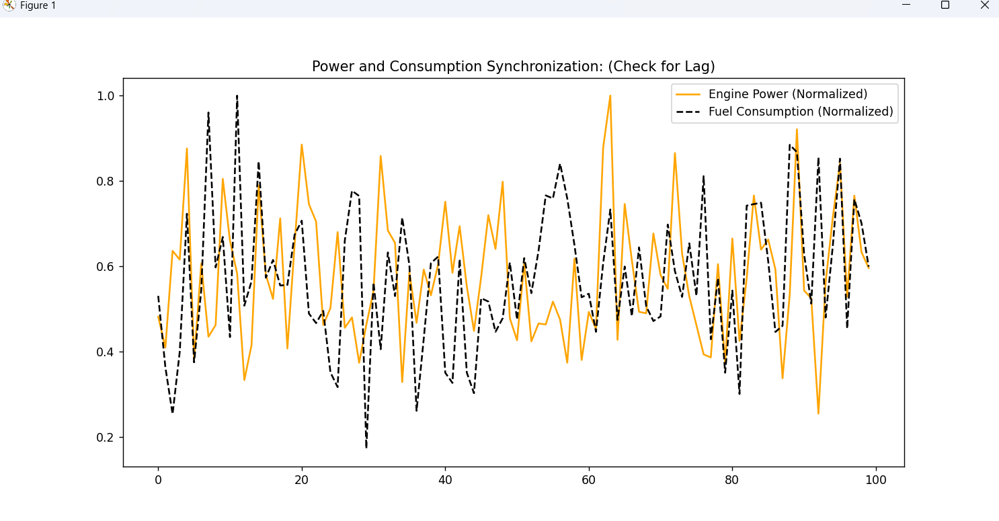 Figure 1
Power and Consumption Synchronization: (Check for Lag)
Engine Power (Normalized)
Fuel Consumption (Normalized)
1.0
0.8
0.6
0.4
0.2
0 20 40 60 80 100